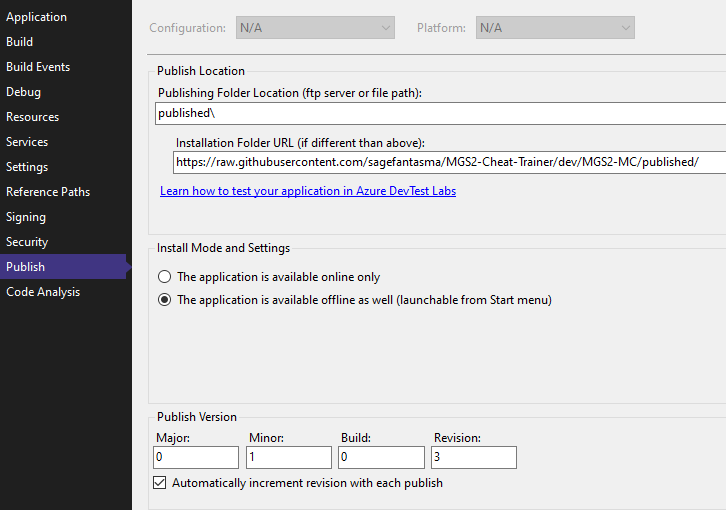 Application
Build
Build Events
Debug
Resources
Services
Settings
Reference Paths
Signing
Security
Publish
Code Analysis
Configuration: N/A Platform: N/A
Publish Location
Publishing Folder Location (ftp server or file path):
published\
Installation Folder URL (if different than above):
https://raw.githubusercontent.com/sagefantasma/MGS2-Cheat-Trainer/dev/MGS2-MC/published/
Learn how to test your application in Azure DevTest Labs
Install Mode and Settings
The application is available online only
The application is available offline as well (launchable from Start menu)
Publish Version
Major: Minor: Build: Revision:
0 1 0 3
Automatically increment revision with each publish